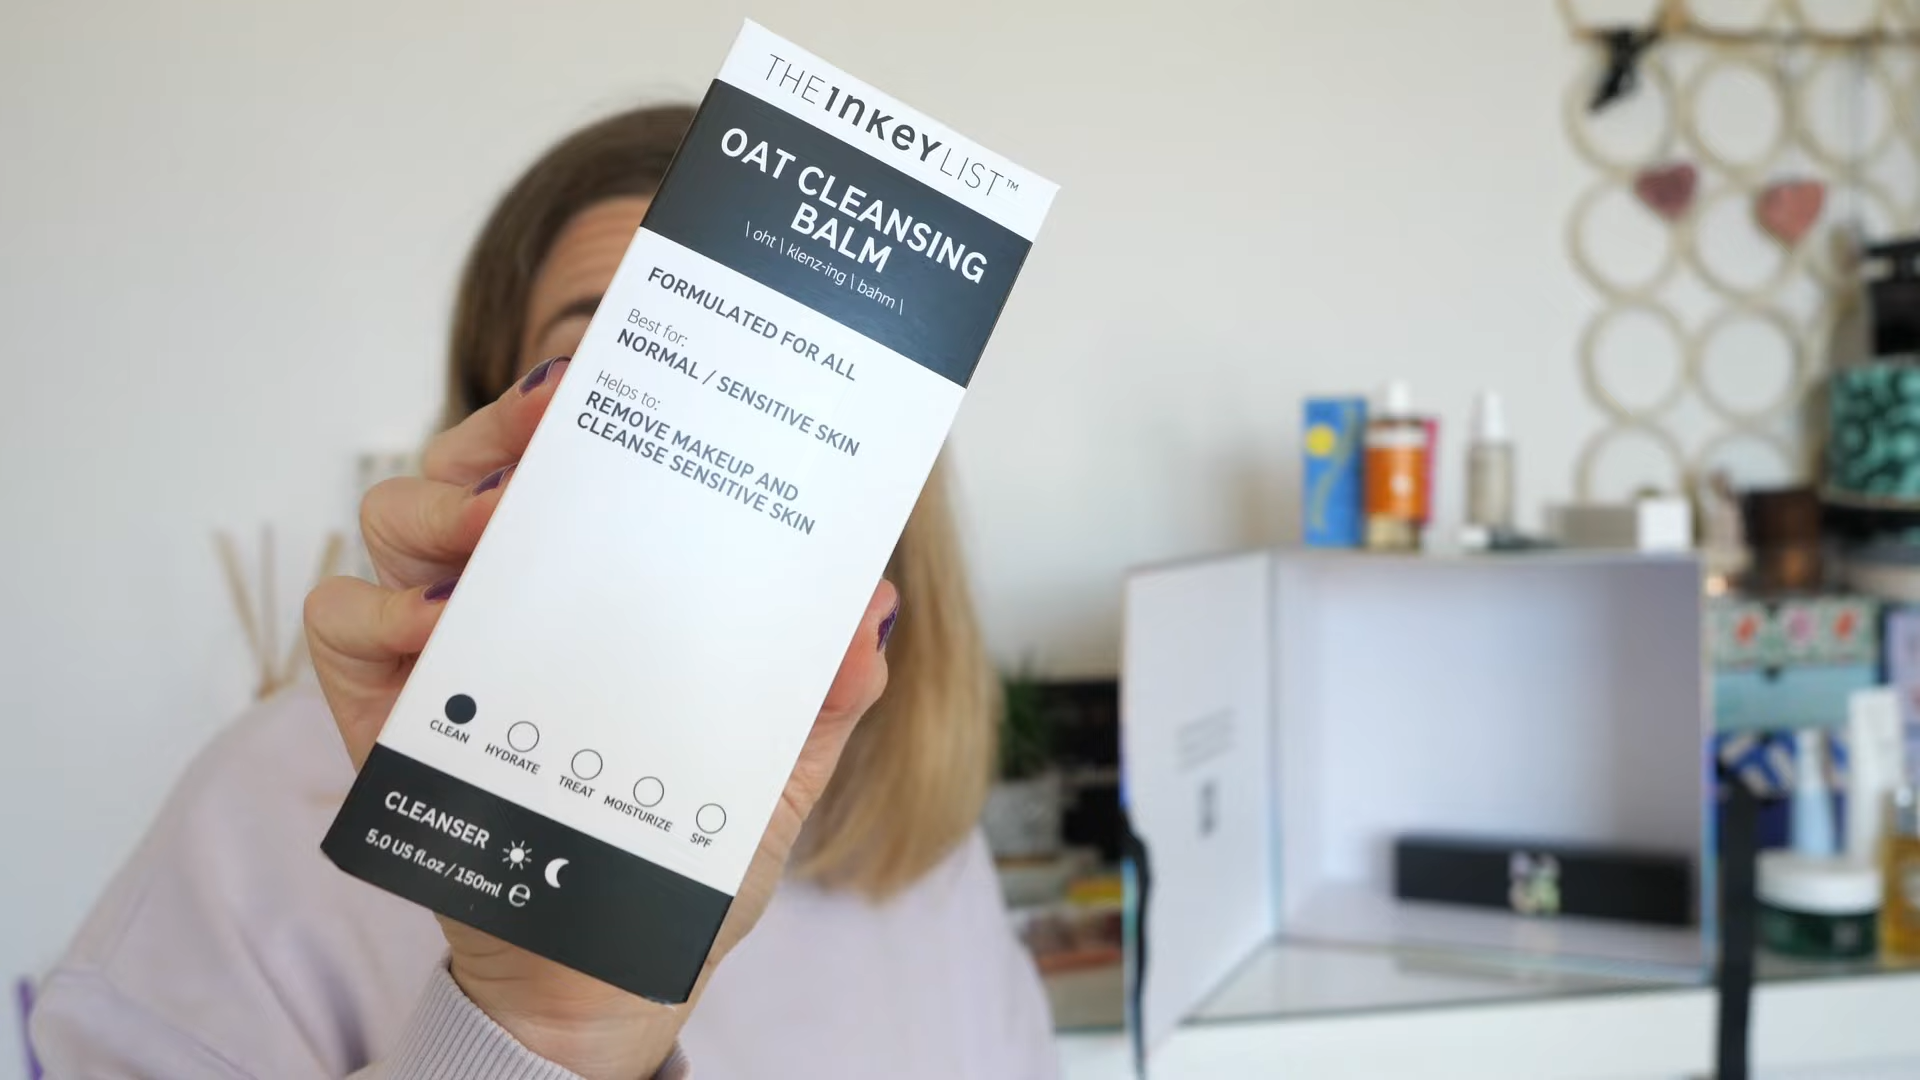 THE INKEY LIST™
OAT CLEANSING
BALM
\ oht \ klenz-ing \ bahm \
FORMULATED FOR ALL
Best for:
NORMAL / SENSITIVE SKIN
Helps to:
REMOVE MAKEUP AND
CLEANSE SENSITIVE SKIN
CLEAN HYDRATE TREAT MOISTURIZE SPF
CLEANSER
5.0 US fl.oz / 150ml ℮